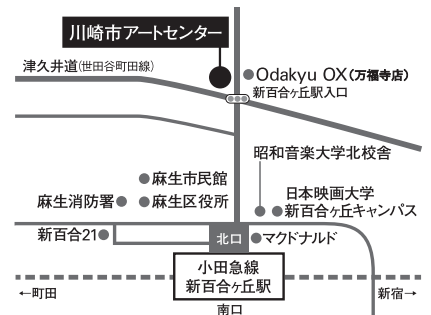 川崎市アートセンター
津久井道(世田谷町田線)
Odakyu OX(万福寺店)
新百合ヶ丘駅入口
昭和音楽大学北校舎
麻生市民館
日本映画大学
麻生消防署
麻生区役所
新百合ヶ丘キャンパス
新百合21
北口
マクドナルド
小田急線
新百合ヶ丘駅
←町田
新宿→
南口